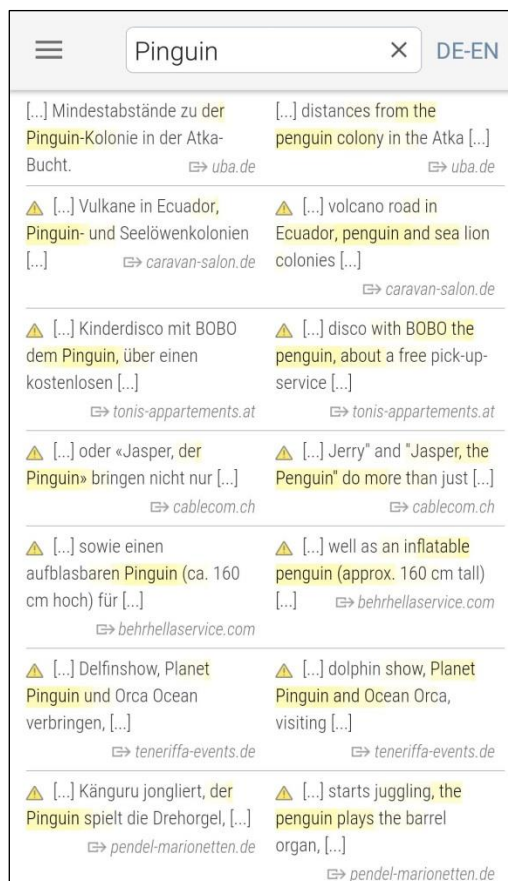 Pinguin × DE-EN
[...] Mindestabstände zu der
Pinguin-Kolonie in der Atka-
Bucht.
uba.de
[...] distances from the
penguin colony in the Atka [...]
uba.de
[...] Vulkane in Ecuador,
Pinguin- und Seelöwenkolonien
[...] caravan-salon.de
[...] volcano road in
Ecuador, penguin and sea lion
colonies [...]
caravan-salon.de
[...] Kinderdisco mit BOBO
dem Pinguin, über einen
kostenlosen [...]
tonis-appartements.at
[...] disco with BOBO the
penguin, about a free pick-up-
service [...]
tonis-appartements.at
[...] oder «Jasper, der
Pinguin» bringen nicht nur [...]
cablecom.ch
[...] Jerry" and "Jasper, the
Penguin" do more than just [...]
cablecom.ch
[...] sowie einen
aufblasbaren Pinguin (ca. 160
cm hoch) für [...]
behrhellaservice.com
[...] well as an inflatable
penguin (approx. 160 cm tall)
[...] behrhellaservice.com
[...] Delfinshow, Planet
Pinguin und Orca Ocean
verbringen, [...]
teneriffa-events.de
[...] dolphin show, Planet
Pinguin and Ocean Orca,
visiting [...]
teneriffa-events.de
[...] Känguru jongliert, der
Pinguin spielt die Drehorgel, [...]
pendel-marionetten.de
[...] starts juggling, the
penguin plays the barrel
organ, [...]
pendel-marionetten.de